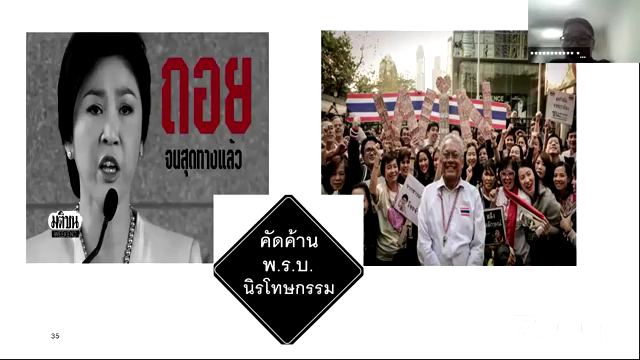 ถอย
จนสุดทางแล้ว
มติชน
WEEKEND
คัดค้าน
พ.ร.บ.
นิรโทษกรรม
35